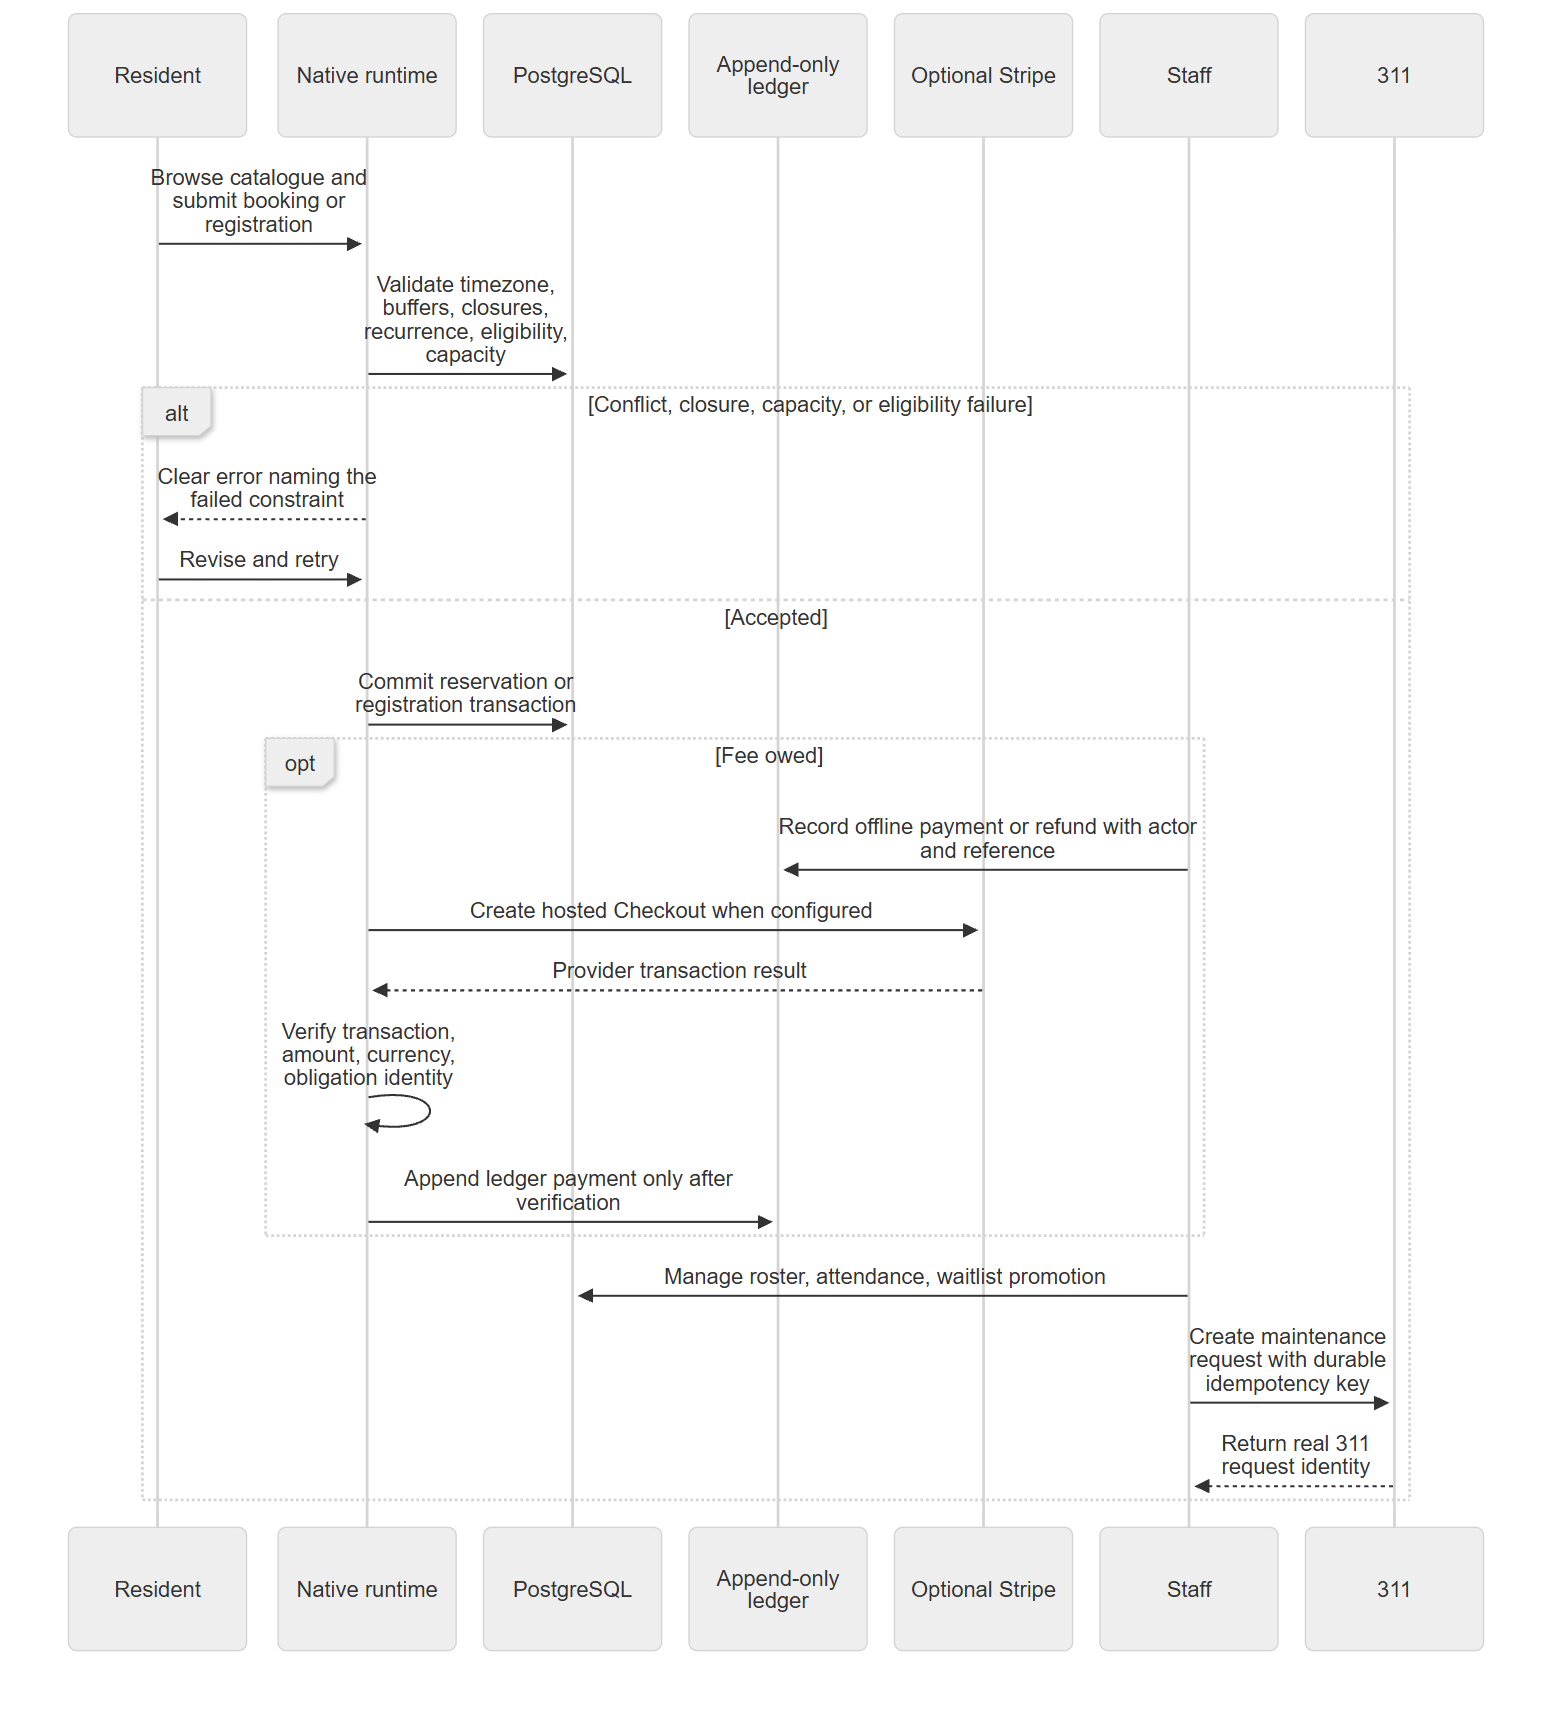 Resident
Native runtime
PostgreSQL
Append-only
ledger
Optional Stripe
Staff
311
Browse catalogue and
submit booking or
registration
Validate timezone,
buffers, closures,
recurrence, eligibility,
capacity
alt
[Conflict, closure, capacity, or eligibility failure]
Clear error naming the
failed constraint
Revise and retry
[Accepted]
Commit reservation or
registration transaction
opt
[Fee owed]
Record offline payment or refund with actor
and reference
Create hosted Checkout when configured
Provider transaction result
Verify transaction,
amount, currency,
obligation identity
Append ledger payment only after
verification
Manage roster, attendance, waitlist promotion
Create maintenance
request with durable
idempotency key
Return real 311
request identity
Resident
Native runtime
PostgreSQL
Append-only
ledger
Optional Stripe
Staff
311